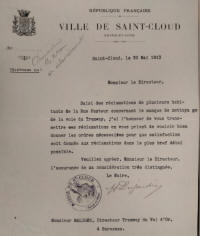 RÉPUBLIQUE FRANÇAISE
VILLE DE SAINT-CLOUD
SEINE-ET-OISE
Saint-Cloud, le 30 Mai 1913
Monsieur le Directeur,
Saisi des réclamations de plusieurs habi-
tants de la Rue Pasteur concernant le manque de nettoyage
de la voie du Tramway, j'ai l'honneur de vous trans-
mettre ces réclamations en vous priant de vouloir bien
donner les ordres nécessaires pour que satisfaction
soit donnée aux réclamations dans le plus bref délai
possible.
Veuillez agréer, Monsieur le Directeur,
l'assurance de ma considération très distinguée.
Le Maire,
Directeur Tramway du Val d'Or,
à Suresnes.